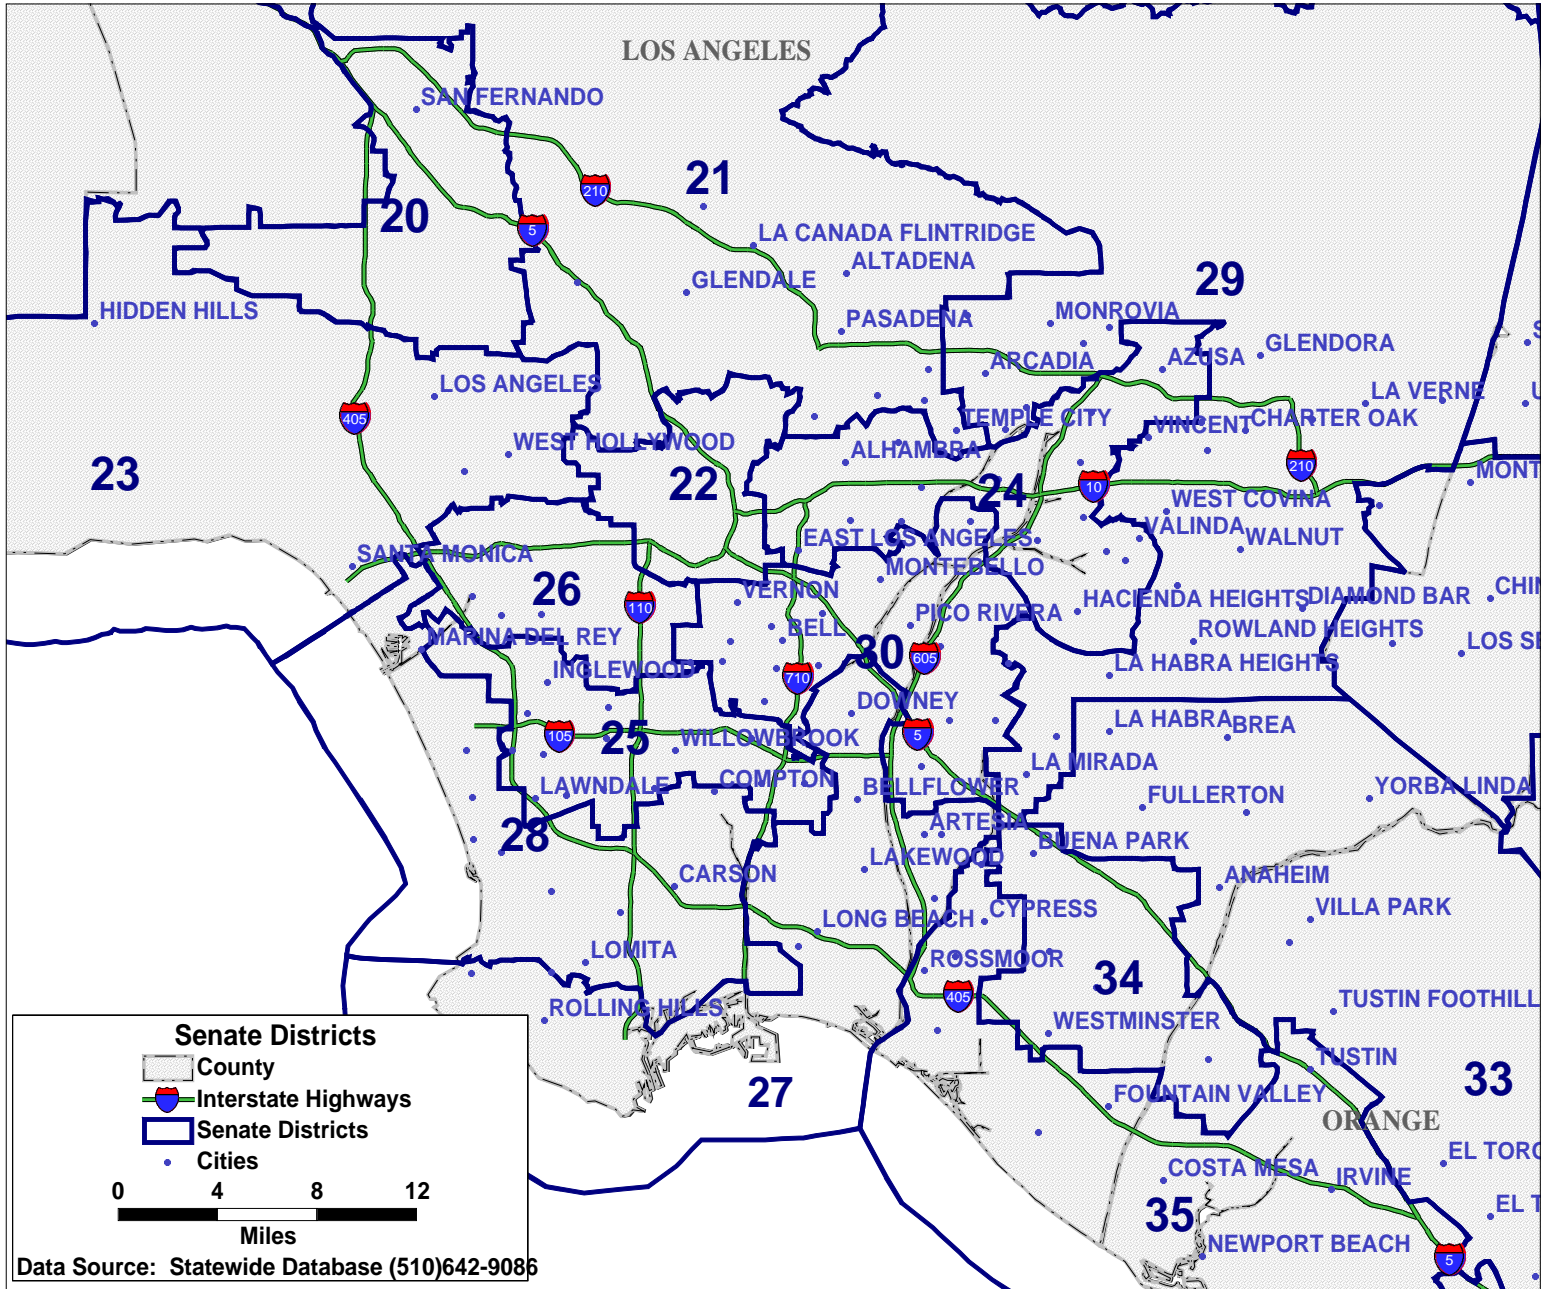 LOS ANGELES
SAN FERNANDO
21
210
20
5
LA CANADA FLINTRIDGE
ALTADENA
29
GLENDALE
HIDDEN HILLS
MONROVIA
PASADENA
GLENDORA
ARCADIA
AZUSA
LOS ANGELES
LA VERNE
405
TEMPLE CITY
VINCENT
CHARTER OAK
WEST HOLLYWOOD
ALHAMBRA
23
22
24
10
210
MONT
WEST COVINA
VALINDA
WALNUT
EAST LOS ANGELES
SANTA MONICA
MONTEBELLO
26
VERNON
110
HACIENDA HEIGHTS
DIAMOND BAR
CHIN
PICO RIVERA
BELL
ROWLAND HEIGHTS
MARINA DEL REY
LOS SE
30
605
LA HABRA HEIGHTS
INGLEWOOD
710
DOWNEY
LA HABRA
BREA
105
25
WILLOWBROOK
5
LA MIRADA
LAWNDALE
COMPTON
BELLFLOWER
YORBA LINDA
FULLERTON
28
ARTESIA
BUENA PARK
LAKEWOOD
CARSON
ANAHEIM
VILLA PARK
LONG BEACH
CYPRESS
LOMITA
ROSSMOOR
34
405
TUSTIN FOOTHILL
ROLLING HILLS
WESTMINSTER
TUSTIN
27
33
FOUNTAIN VALLEY
ORANGE
EL TORO
COSTA MESA
IRVINE
EL T
35
NEWPORT BEACH
5
Senate Districts
County
Interstate Highways
Senate Districts
Cities
0 4 8 12
Miles
Data Source: Statewide Database (510)642-9086